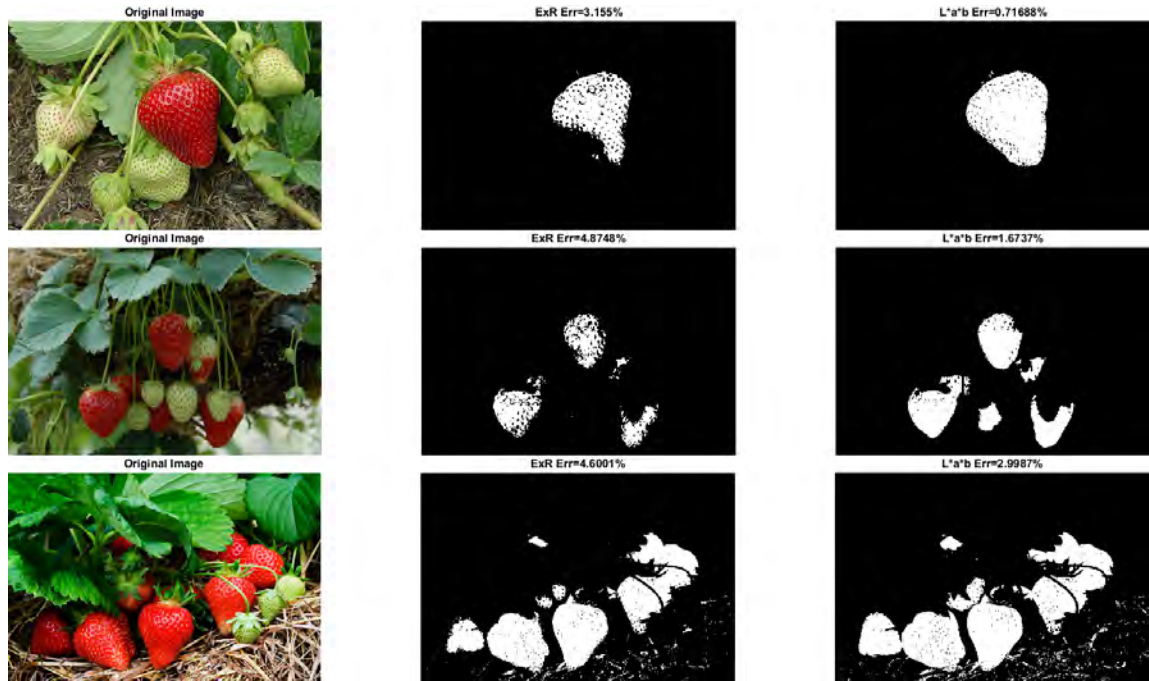 Original Image
ExR Err=3.155%
L*a*b Err=0.71688%
Original Image
ExR Err=4.8748%
L*a*b Err=1.6737%
Original Image
ExR Err=4.6001%
L*a*b Err=2.9987%